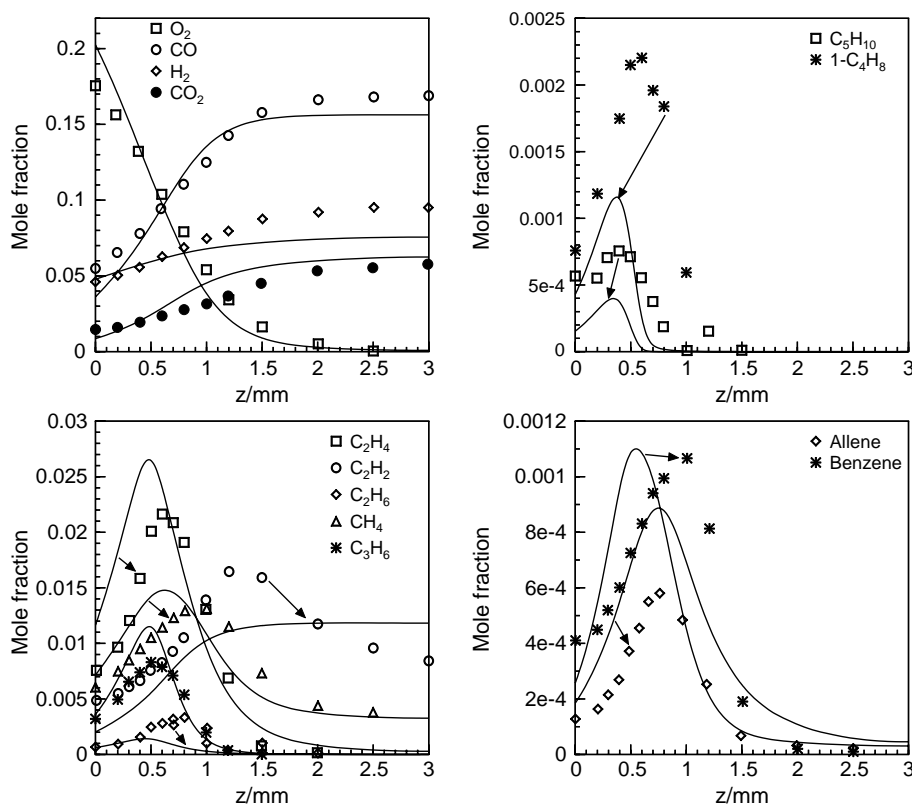 O₂
CO
H₂
CO₂
0.2
0.15
0.1
0.05
0
Mole fraction
0 0.5 1 1.5 2 2.5 3
z/mm
C₅H₁₀
1-C₄H₈
0.0025
0.002
0.0015
0.001
5e-4
0
Mole fraction
0 0.5 1 1.5 2 2.5 3
z/mm
C₂H₄
C₂H₂
C₂H₆
CH₄
C₃H₆
0.03
0.025
0.02
0.015
0.01
0.005
0
Mole fraction
0 0.5 1 1.5 2 2.5 3
z/mm
Allene
Benzene
0.0012
0.001
8e-4
6e-4
4e-4
2e-4
0
Mole fraction
0 0.5 1 1.5 2 2.5 3
z/mm